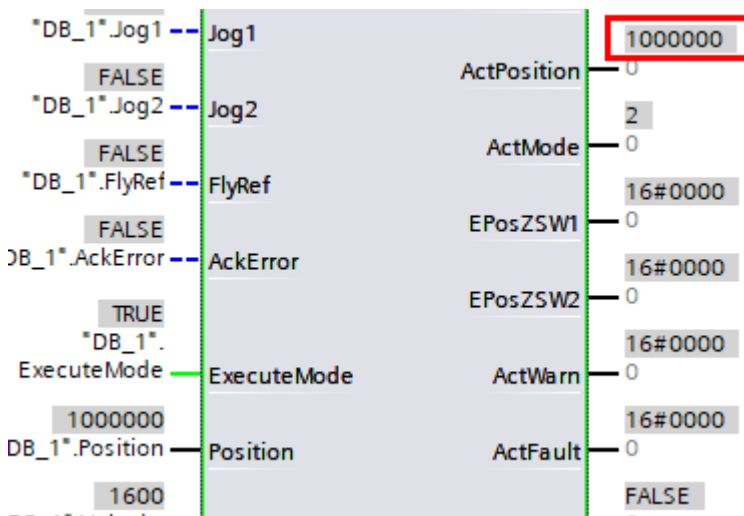 "DB_1".Jog1
Jog1
1000000
ActPosition
0
FALSE
"DB_1".Jog2
Jog2
2
ActMode
0
FALSE
"DB_1".FlyRef
FlyRef
16#0000
EPosZSW1
0
FALSE
DB_1".AckError
AckError
16#0000
EPosZSW2
0
TRUE
"DB_1".
ExecuteMode
ExecuteMode
16#0000
ActWarn
0
1000000
DB_1".Position
Position
16#0000
ActFault
0
1600
FALSE